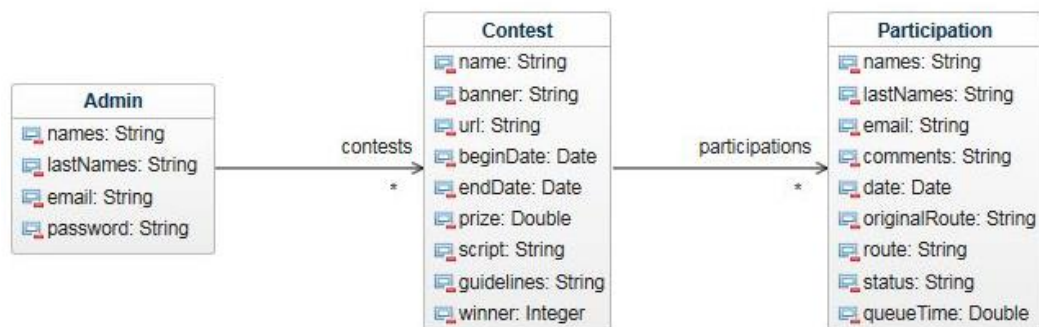 Admin
names: String
lastNames: String
email: String
password: String
contests
*
Contest
name: String
banner: String
url: String
beginDate: Date
endDate: Date
prize: Double
script: String
guidelines: String
winner: Integer
participations
*
Participation
names: String
lastNames: String
email: String
comments: String
date: Date
originalRoute: String
route: String
status: String
queueTime: Double